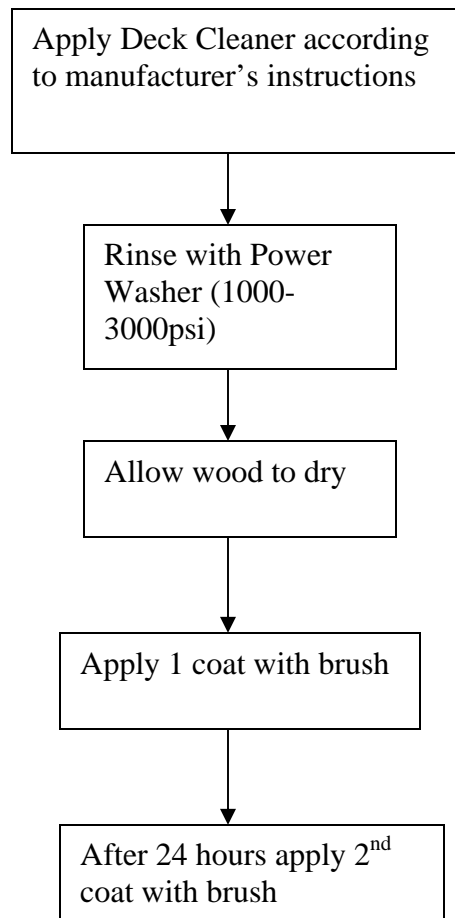 Apply Deck Cleaner according
to manufacturer’s instructions
Rinse with Power
Washer (1000-
3000psi)
Allow wood to dry
Apply 1 coat with brush
After 24 hours apply 2nd
coat with brush